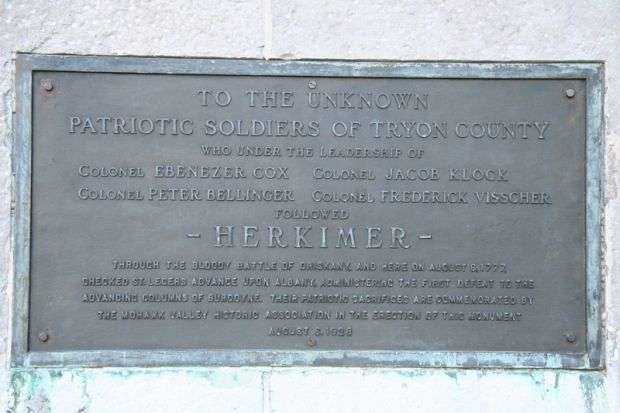 TO THE UNKNOWN
PATRIOTIC SOLDIERS OF TRYON COUNTY
WHO UNDER THE LEADERSHIP OF
COLONEL EBENEZER COX COLONEL JACOB KLOCK
COLONEL PETER BELLINGER COLONEL FREDERICK VISSCHER
FOLLOWED
- HERKIMER -
THROUGH THE BLOODY BATTLE OF ORISKANY, AND HERE ON AUGUST 6, 1777,
CHECKED ST. LEGERS ADVANCE UPON ALBANY, ADMINISTERING THE FIRST DEFEAT TO THE
ADVANCING COLUMNS OF BURGOYNE. THEIR PATRIOTIC SACRIFICES ARE COMMEMORATED BY
THE MOHAWK VALLEY HISTORIC ASSOCIATION IN THE ERECTION OF THIS MONUMENT
AUGUST 6, 1928